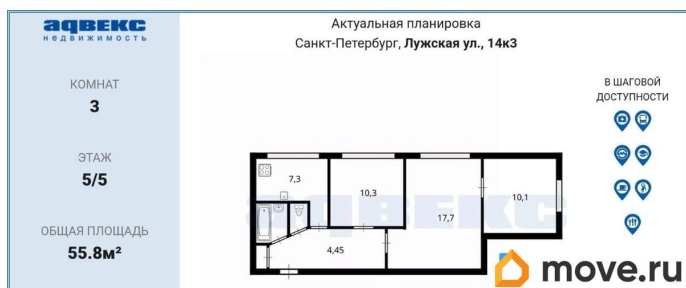 адвекс
недвижимость
КОМНАТ
3
ЭТАЖ
5/5
ОБЩАЯ ПЛОЩАДЬ
55.8м²
Актуальная планировка
Санкт-Петербург, Лужская ул., 14к3
7,3
10,3
17,7
10,1
4,45
адвекс
В ШАГОВОЙ
ДОСТУПНОСТИ
move.ru